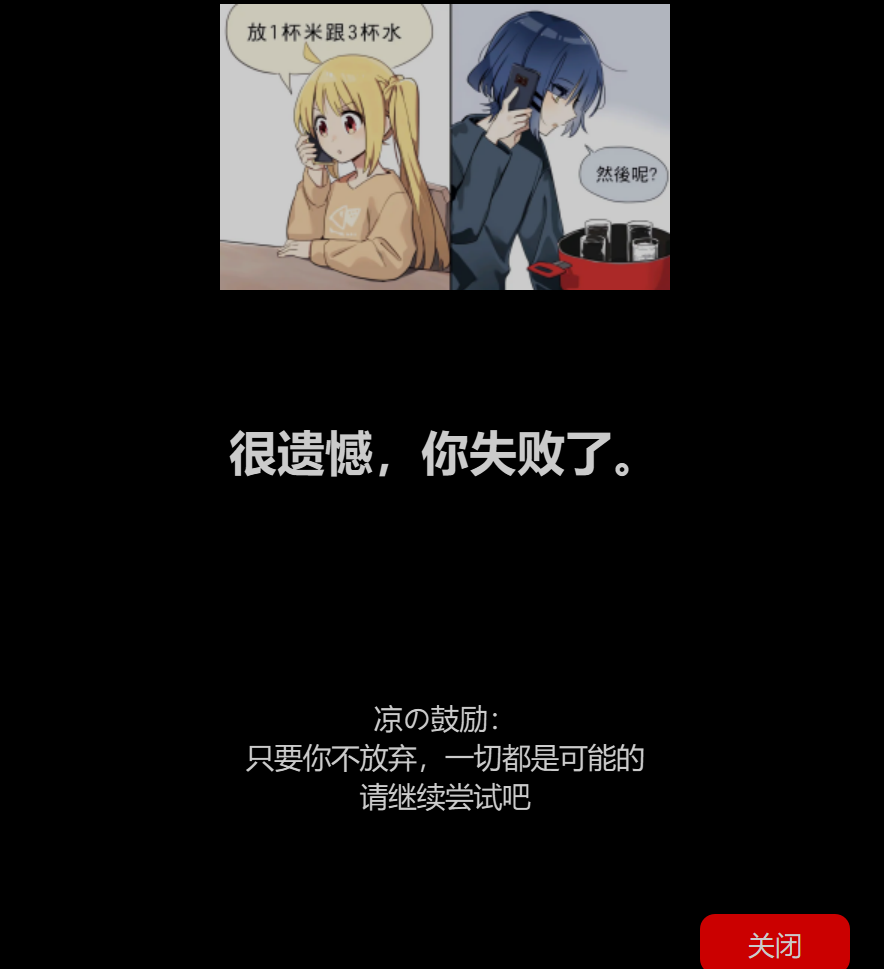 放1杯米跟3杯水
然後呢?
很遗憾，你失败了。
凉の鼓励：
只要你不放弃，一切都是可能的
请继续尝试吧
关闭